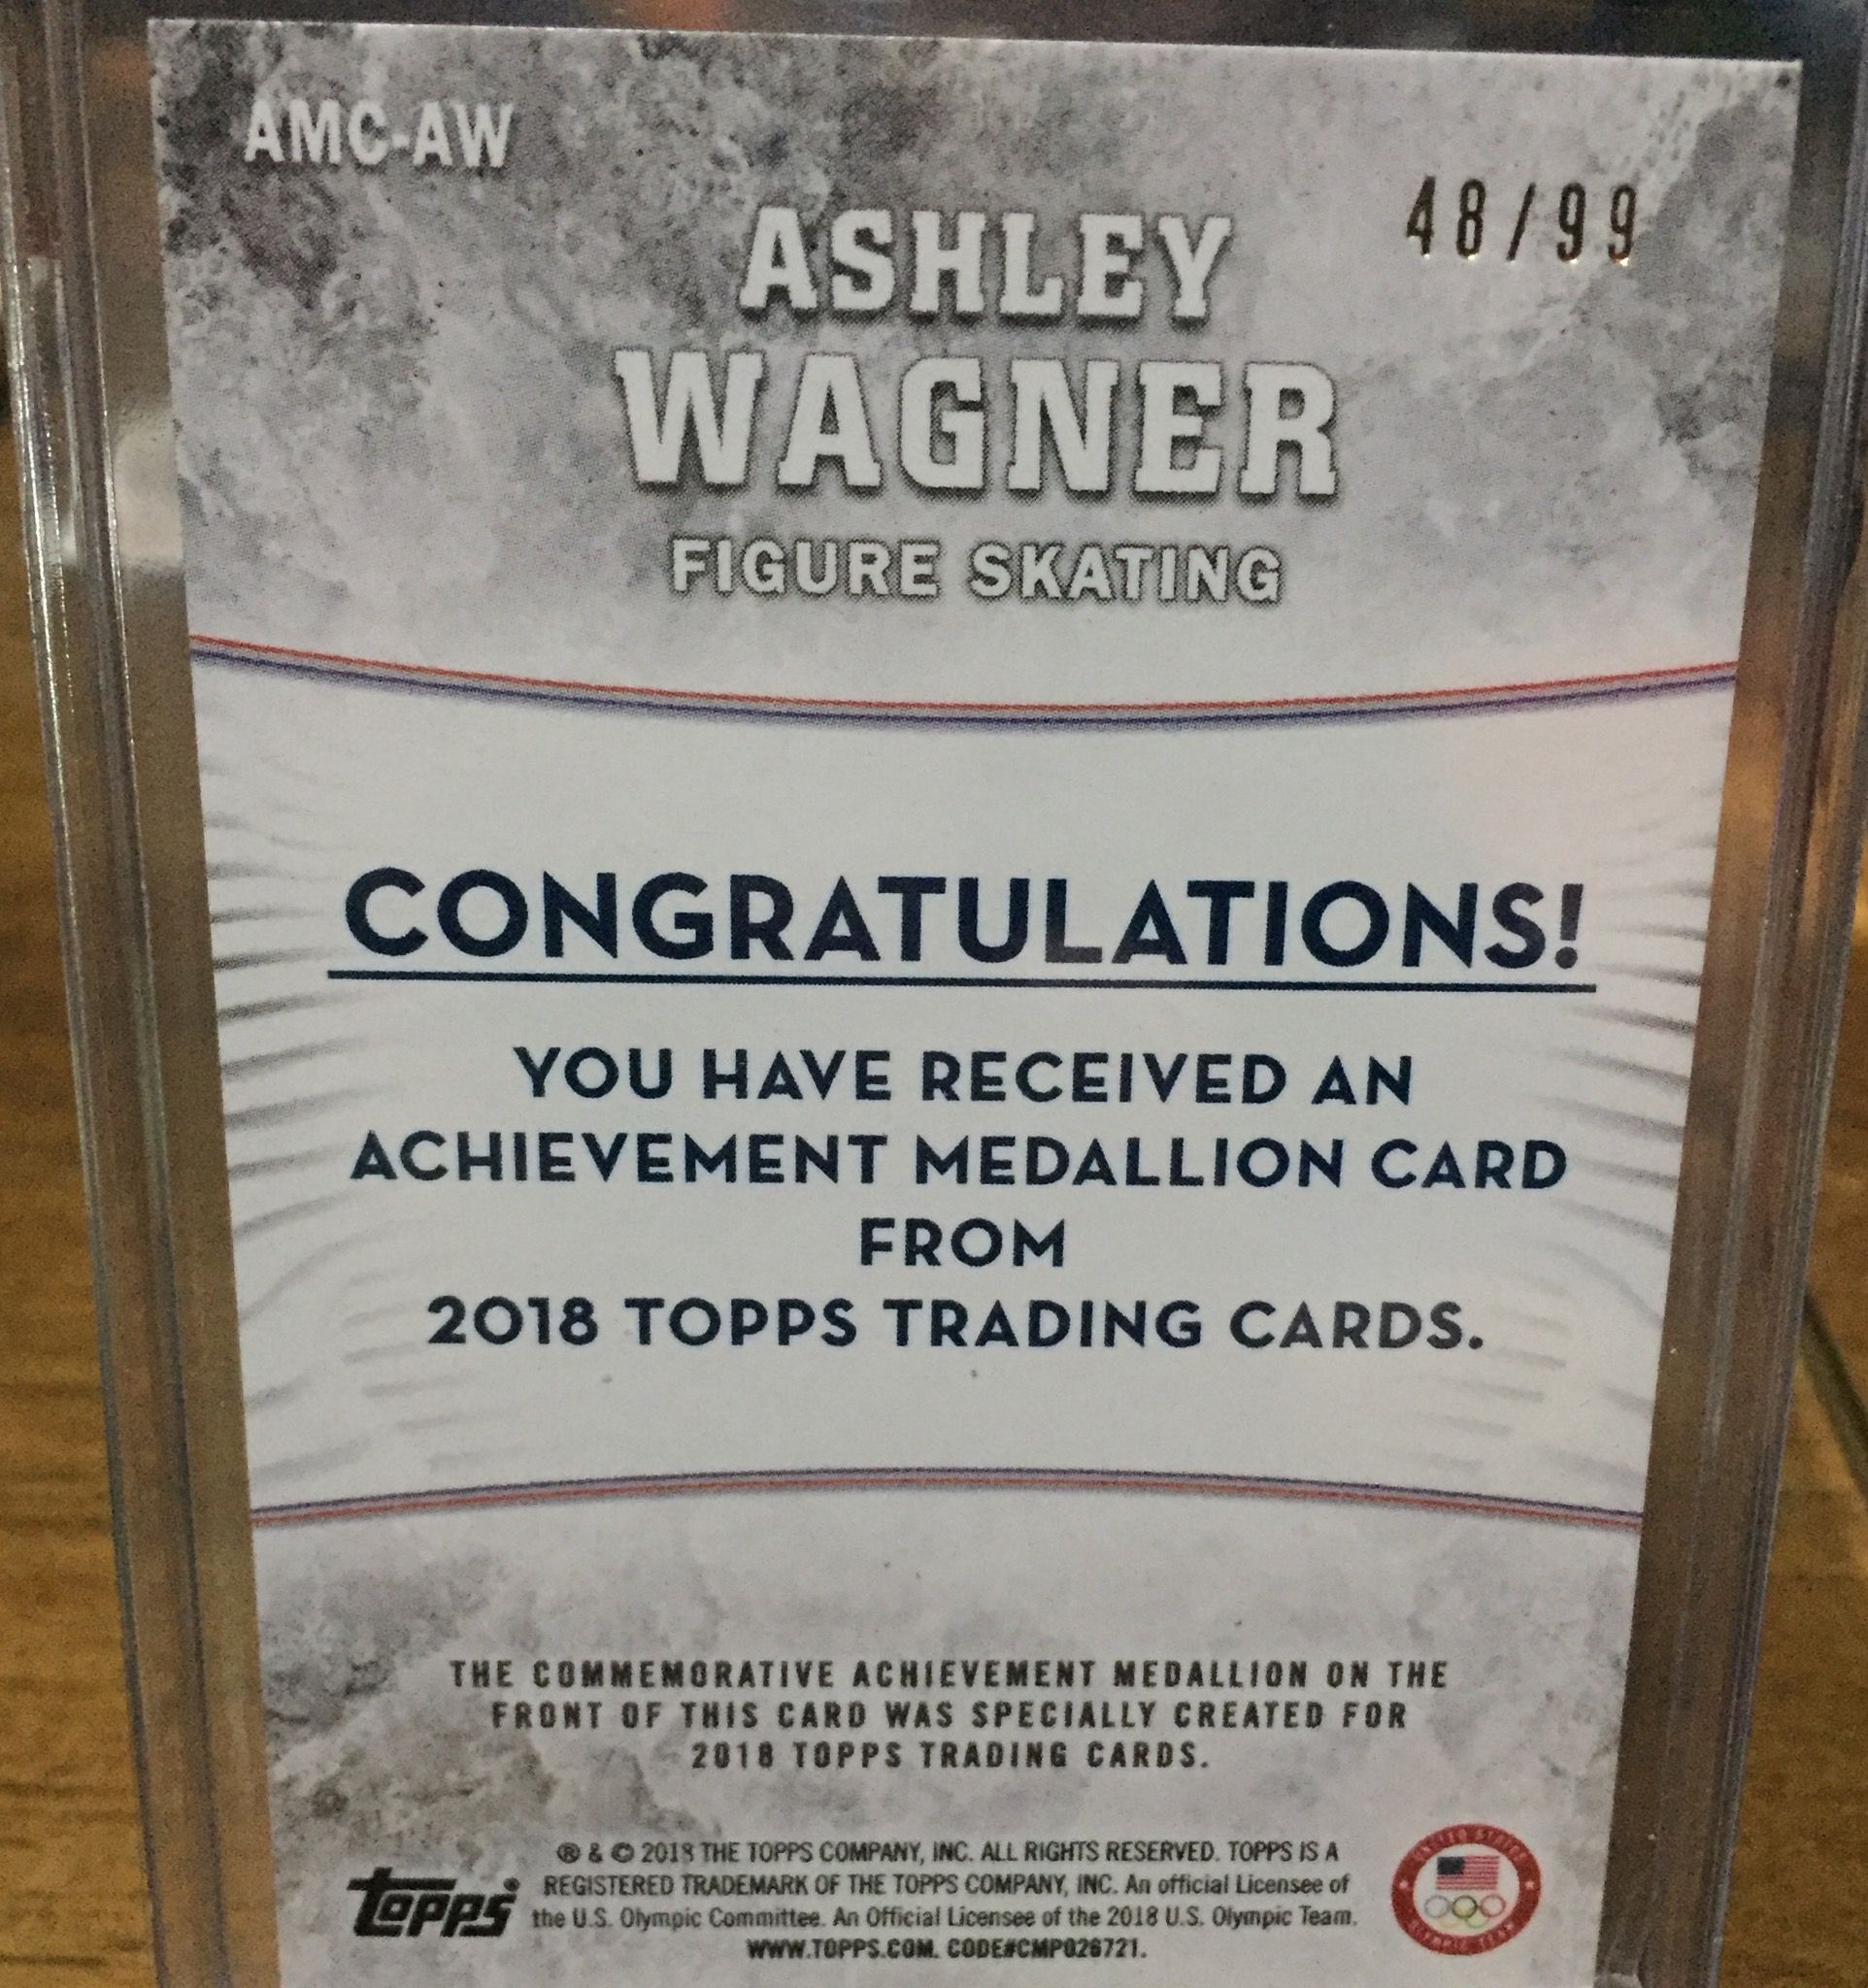 AMC-AW
48/99
ASHLEY
WAGNER
FIGURE SKATING
CONGRATULATIONS!
YOU HAVE RECEIVED AN
ACHIEVEMENT MEDALLION CARD
FROM
2018 TOPPS TRADING CARDS.
THE COMMEMORATIVE ACHIEVEMENT MEDALLION ON THE
FRONT OF THIS CARD WAS SPECIALLY CREATED FOR
2018 TOPPS TRADING CARDS.
® & © 2018 THE TOPPS COMPANY, INC. ALL RIGHTS RESERVED. TOPPS IS A
REGISTERED TRADEMARK OF THE TOPPS COMPANY, INC. An official Licensee of
the U.S. Olympic Committee. An Official Licensee of the 2018 U.S. Olympic Team.
WWW.TOPPS.COM. CODE#CMP026721.
topps
UNITED STATES
OLYMPIC TEAM